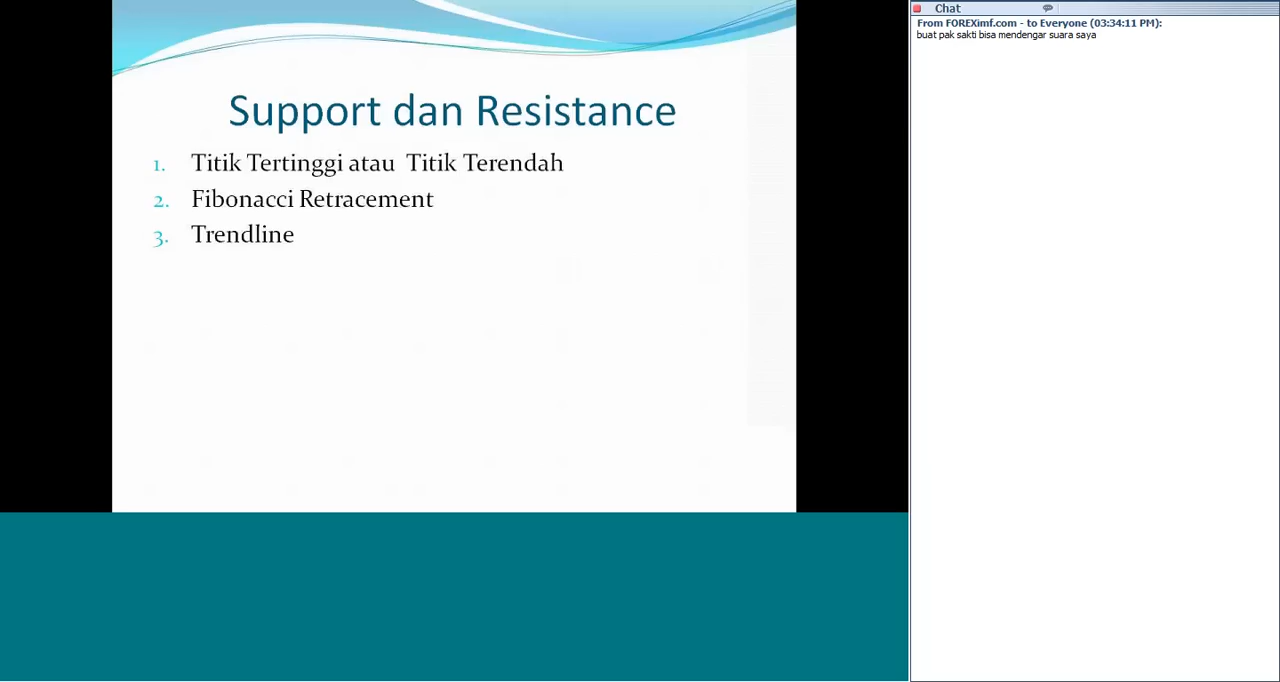 Support dan Resistance
1. Titik Tertinggi atau Titik Terendah
2. Fibonacci Retracement
3. Trendline
Chat
From FOREXimf.com - to Everyone (03:34:11 PM):
buat pak sakti bisa mendengar suara saya